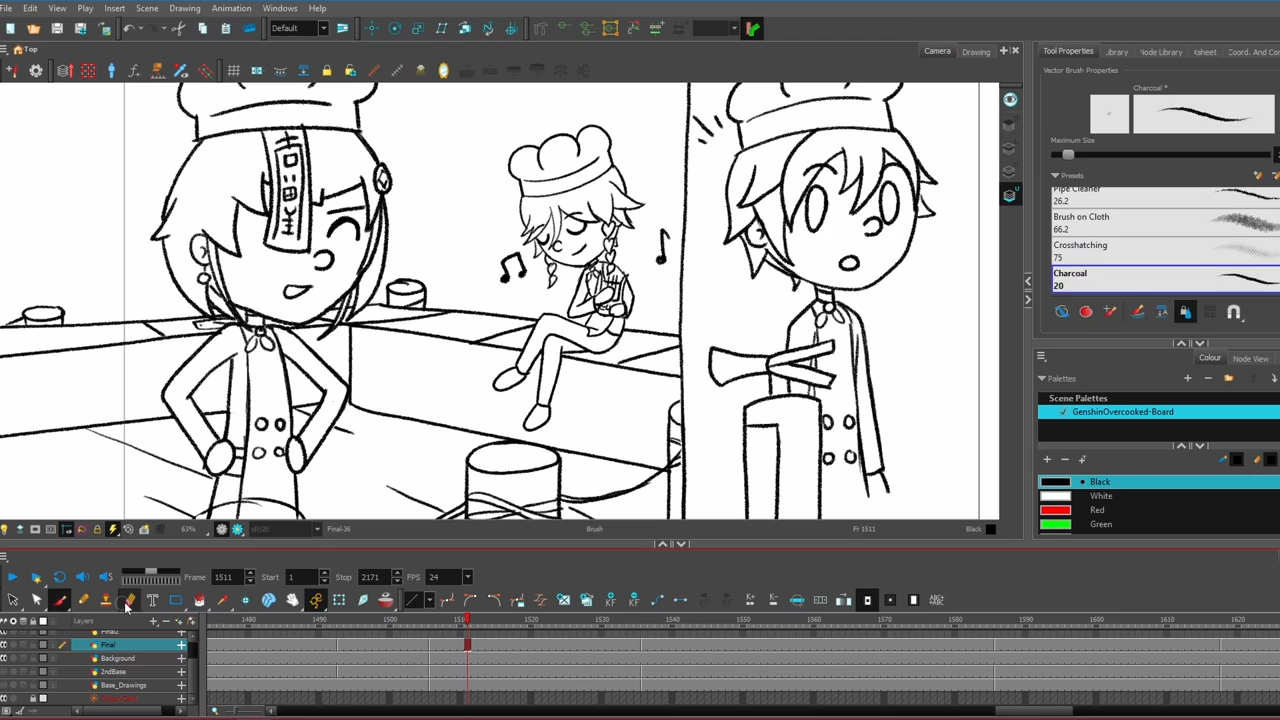 File Edit View Play Insert Scene Drawing Animation Windows Help
Default
Top
Camera Drawing
Tool Properties Library Node Library Xsheet Coord. And Con
Vector Brush Properties
Charcoal *
Maximum Size
Presets
Pipe Cleaner
26.2
Brush on Cloth
66.2
Crosshatching
75
Charcoal
20
Colour Node View
Palettes
Scene Palettes
GenshinOvercooked-Board
Black
White
Red
Green
63% sRGB Final-36 Brush Fr 1511 Black
Frame 1511 Start 1 Stop 2171 FPS 24
Layers
1480 1490 1500 1510 1520 1530 1540 1550 1560 1570 1580 1590 1600 1610 1620
Final2
Final
Background
2ndBase
Base_Drawings